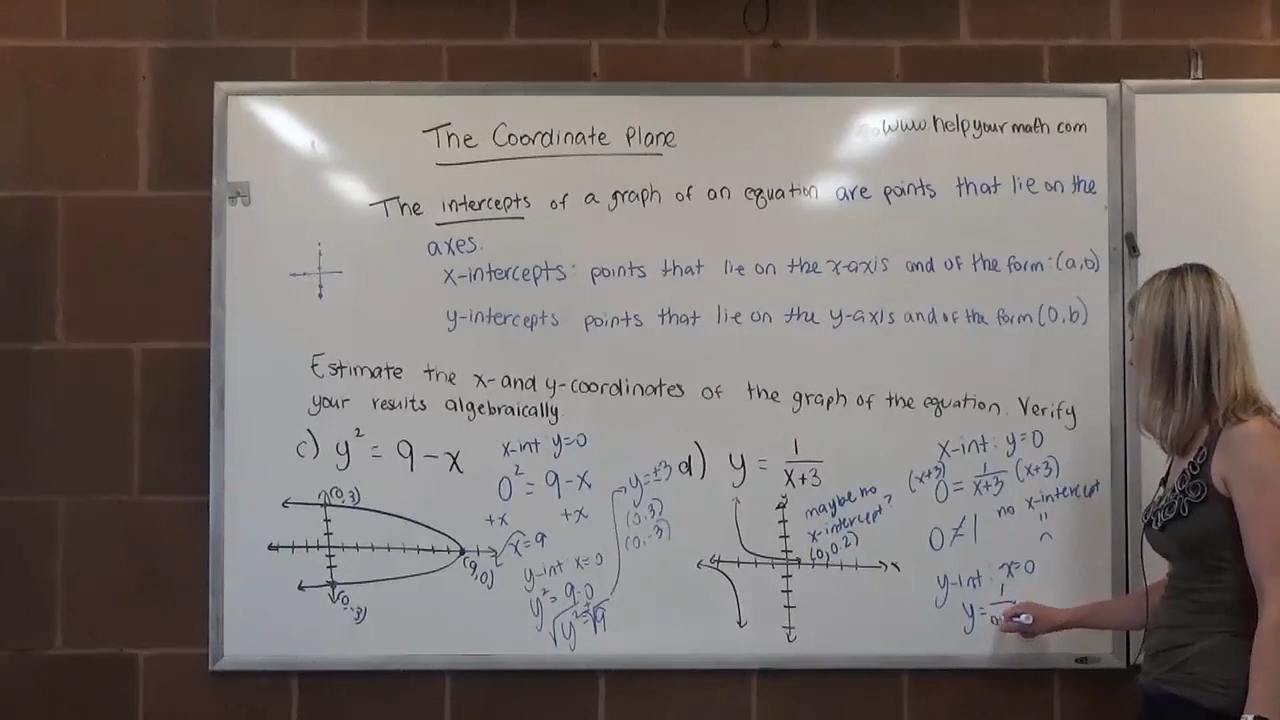 The Coordinate Plane
www.helpyourmath.com
The intercepts of a graph of an equation are points that lie on the
axes.
x-intercepts: points that lie on the x-axis and of the form: (a,0)
y-intercepts points that lie on the y-axis and of the form (0,b)
Estimate the x-and y-coordinates of the graph of the equation. Verify
your results algebraically.
c) y² = 9-x
x-int y=0
0² = 9-x
+x +x
x=9
y-int x=0
y² = 9-0
√y² = √9
y=±3
(0,3)
(0,-3)
(0,3)
(9,0)
(0,-3)
d) y = 1/(x+3)
y
x
maybe no
x-intercept?
(0,0.2)
x-int: y=0
(x+3) 0 = 1/(x+3) (x+3)
0≠1 no x-intercept
y-int: x=0
y= 1/0